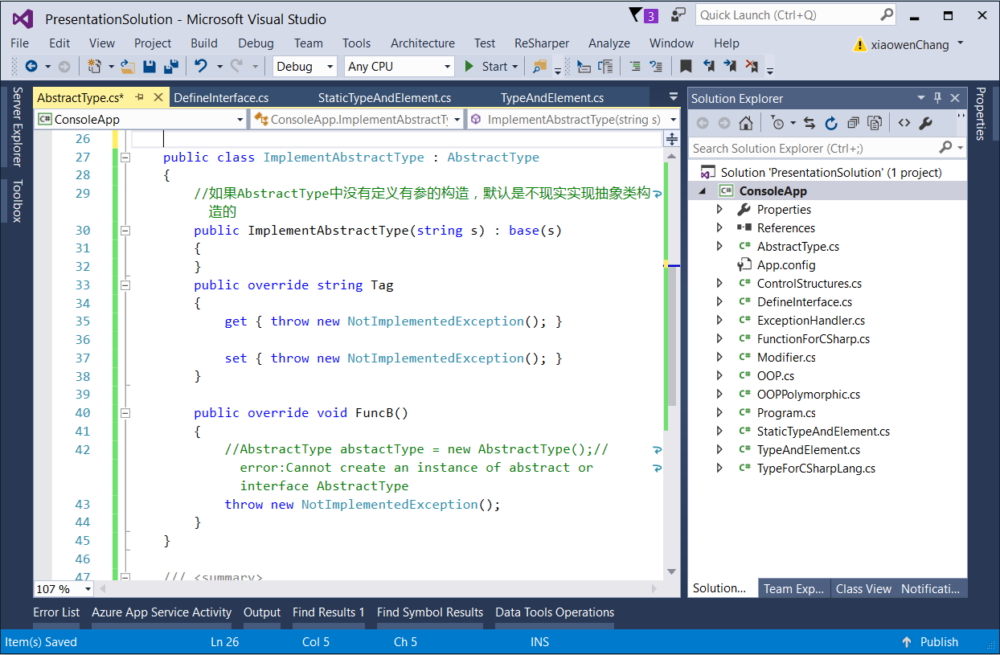 PresentationSolution - Microsoft Visual Studio
3
Quick Launch (Ctrl+Q)
File Edit View Project Build Debug Team Tools Architecture Test ReSharper Analyze Window Help
xiaowenChang
Debug Any CPU Start
Server Explorer
Toolbox
AbstractType.cs* DefineInterface.cs StaticTypeAndElement.cs TypeAndElement.cs
ConsoleApp ConsoleApp.ImplementAbstractTy ImplementAbstractType(string s)
26
27 public class ImplementAbstractType : AbstractType
28 {
29 //如果AbstractType中没有定义有参的构造，默认是不现实实现抽象类构
造的
30 public ImplementAbstractType(string s) : base(s)
31 {
32 }
33 public override string Tag
34 {
35 get { throw new NotImplementedException(); }
36
37 set { throw new NotImplementedException(); }
38 }
39
40 public override void FuncB()
41 {
42 //AbstractType abstactType = new AbstractType();//
error:Cannot create an instance of abstract or
interface AbstractType
43 throw new NotImplementedException();
44 }
45 }
46
47 /// <summary>
107 %
Solution Explorer
Search Solution Explorer (Ctrl+;)
Solution 'PresentationSolution' (1 project)
C# ConsoleApp
Properties
References
C# AbstractType.cs
App.config
C# ControlStructures.cs
C# DefineInterface.cs
C# ExceptionHandler.cs
C# FunctionForCSharp.cs
C# Modifier.cs
C# OOP.cs
C# OOPPolymorphic.cs
C# Program.cs
C# StaticTypeAndElement.cs
C# TypeAndElement.cs
C# TypeForCSharpLang.cs
Solution... Team Exp... Class View Notificati...
Properties
Error List Azure App Service Activity Output Find Results 1 Find Symbol Results Data Tools Operations
Item(s) Saved Ln 26 Col 5 Ch 5 INS Publish